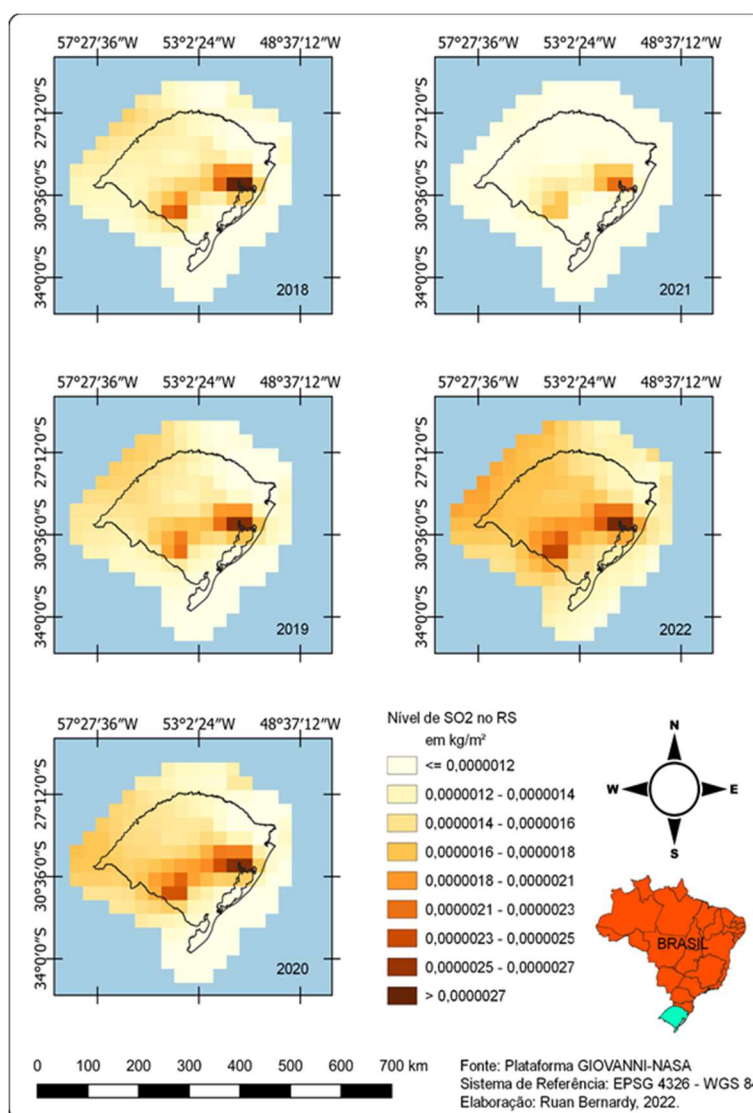 57°27′36″W 53°2′24″W 48°37′12″W
27°12′0″S
30°36′0″S
34°0′0″S
2018
57°27′36″W 53°2′24″W 48°37′12″W
27°12′0″S
30°36′0″S
34°0′0″S
2021
57°27′36″W 53°2′24″W 48°37′12″W
27°12′0″S
30°36′0″S
34°0′0″S
2019
57°27′36″W 53°2′24″W 48°37′12″W
27°12′0″S
30°36′0″S
34°0′0″S
2022
57°27′36″W 53°2′24″W 48°37′12″W
27°12′0″S
30°36′0″S
34°0′0″S
2020
Nível de SO2 no RS
em kg/m²
<= 0,0000012
0,0000012 - 0,0000014
0,0000014 - 0,0000016
0,0000016 - 0,0000018
0,0000018 - 0,0000021
0,0000021 - 0,0000023
0,0000023 - 0,0000025
0,0000025 - 0,0000027
> 0,0000027
N
W E
S
BRASIL
0 100 200 300 400 500 600 700 km
Fonte: Plataforma GIOVANNI-NASA
Sistema de Referência: EPSG 4326 - WGS 84
Elaboração: Ruan Bernardy, 2022.